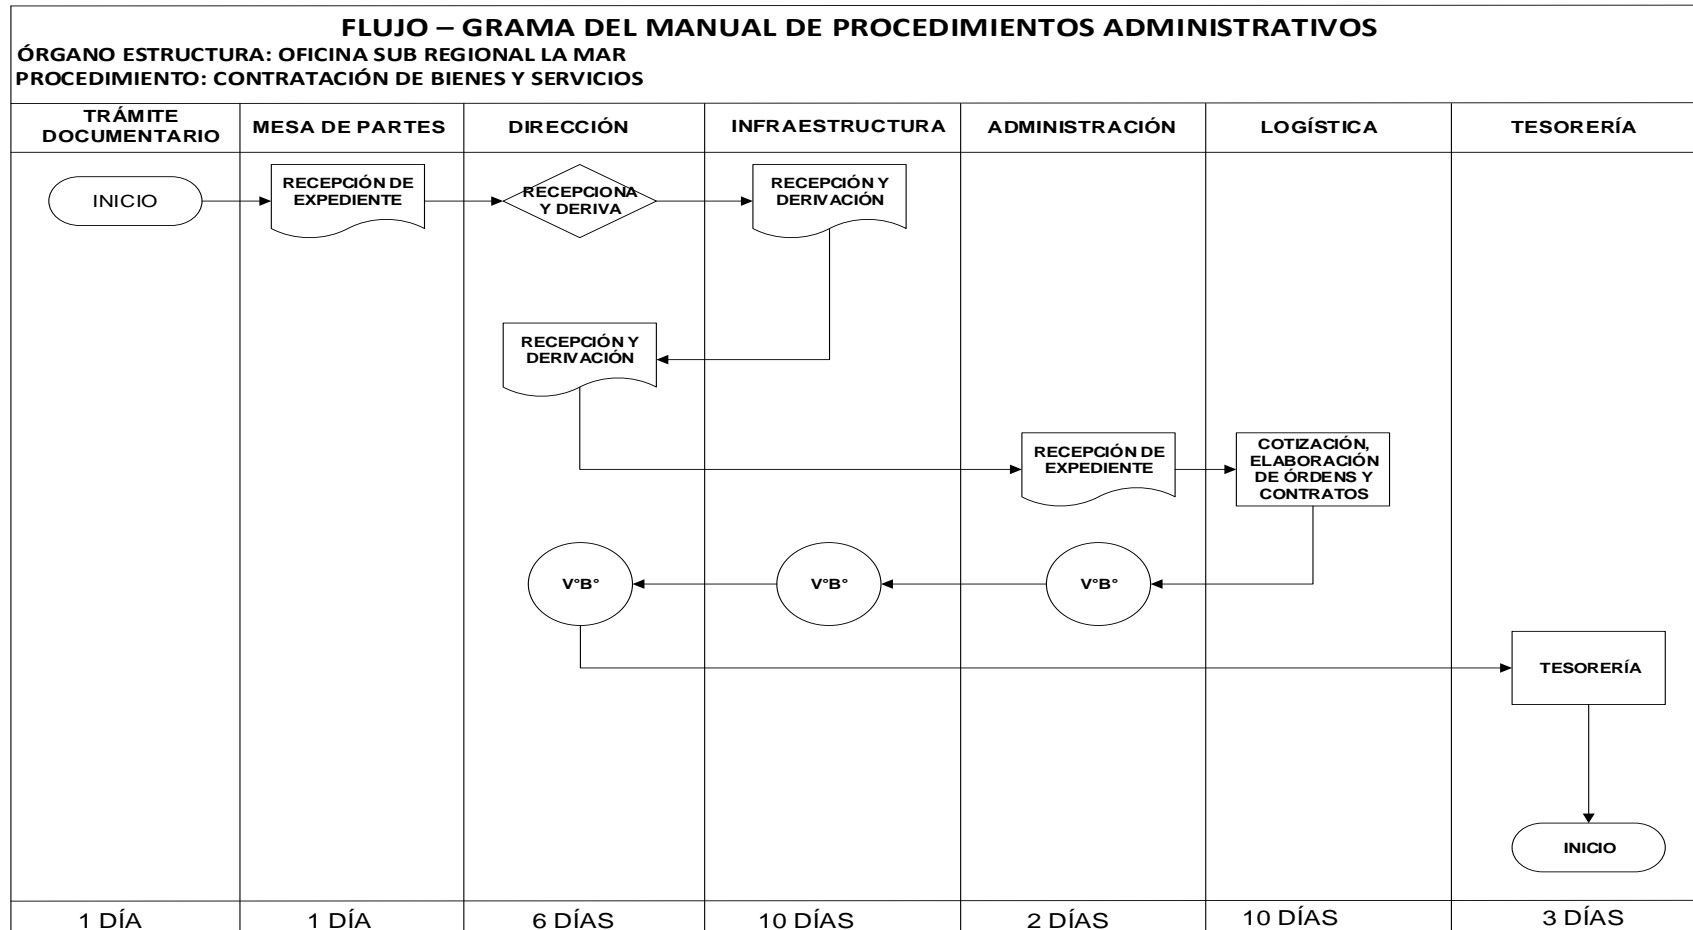 FLUJO – GRAMA DEL MANUAL DE PROCEDIMIENTOS ADMINISTRATIVOS
ÓRGANO ESTRUCTURA: OFICINA SUB REGIONAL LA MAR
PROCEDIMIENTO: CONTRATACIÓN DE BIENES Y SERVICIOS
TRÁMITE
DOCUMENTARIO
MESA DE PARTES
DIRECCIÓN
INFRAESTRUCTURA
ADMINISTRACIÓN
LOGÍSTICA
TESORERÍA
INICIO
RECEPCIÓN DE
EXPEDIENTE
RECEPCIONA
Y DERIVA
RECEPCIÓN Y
DERIVACIÓN
RECEPCIÓN Y
DERIVACIÓN
RECEPCIÓN DE
EXPEDIENTE
COTIZACIÓN,
ELABORACIÓN
DE ÓRDENS Y
CONTRATOS
V°B°
V°B°
V°B°
TESORERÍA
INICIO
1 DÍA
1 DÍA
6 DÍAS
10 DÍAS
2 DÍAS
10 DÍAS
3 DÍAS